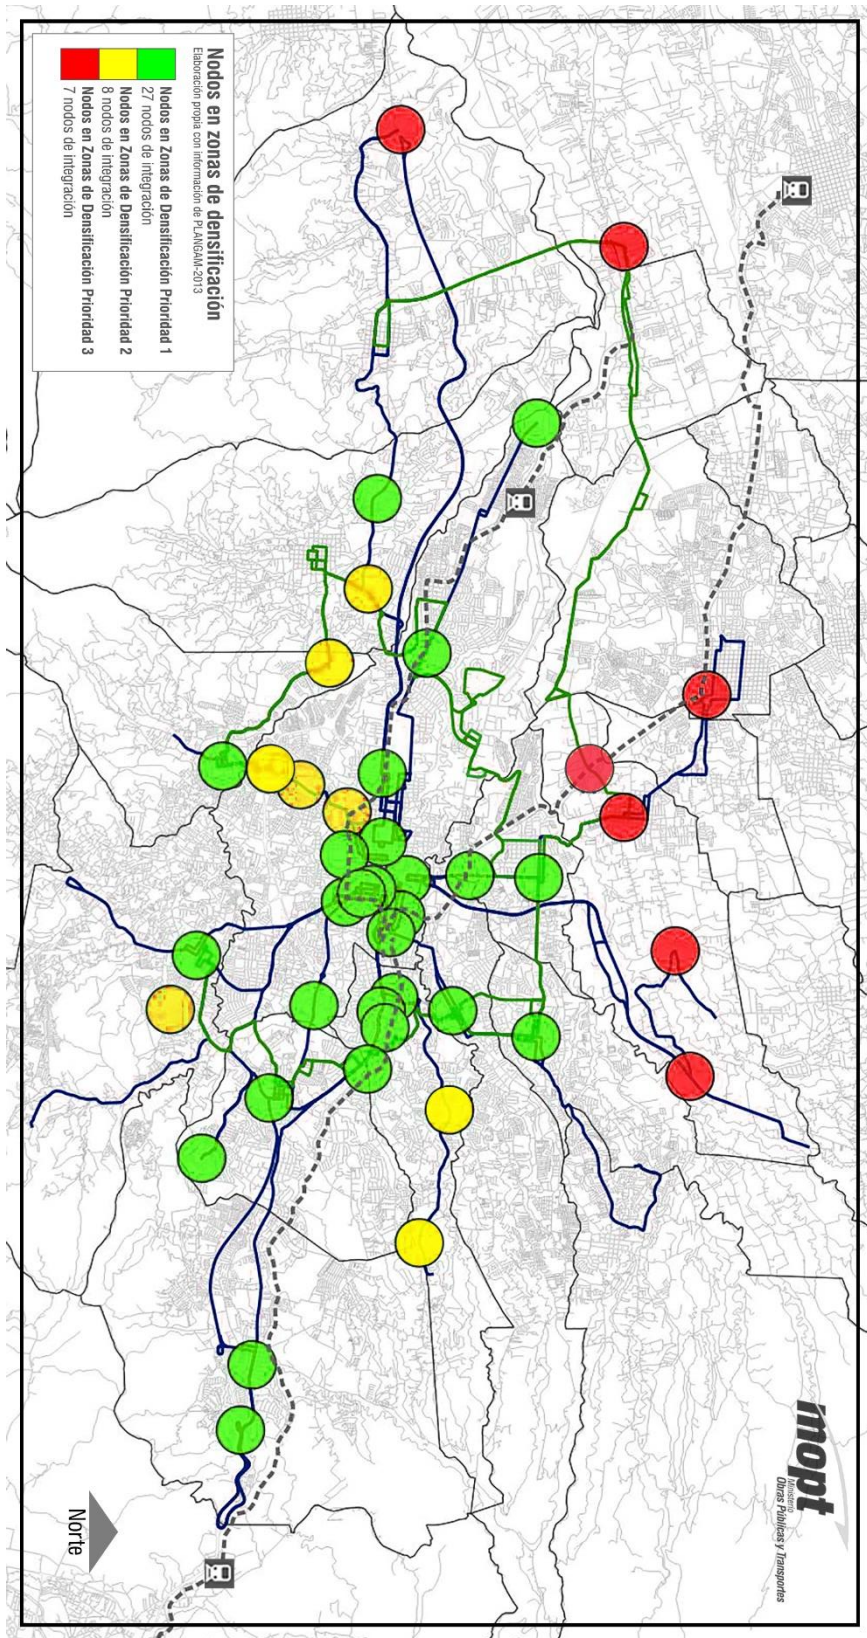 Nodos en zonas de densificación
Elaboración propia con información de PLANGAM-2013
Nodos en Zonas de Densificación Prioridad 1
27 nodos de integración
Nodos en Zonas de Densificación Prioridad 2
8 nodos de integración
Nodos en Zonas de Densificación Prioridad 3
7 nodos de integración
imopt
Ministerio
Obras Públicas y Transportes
Norte